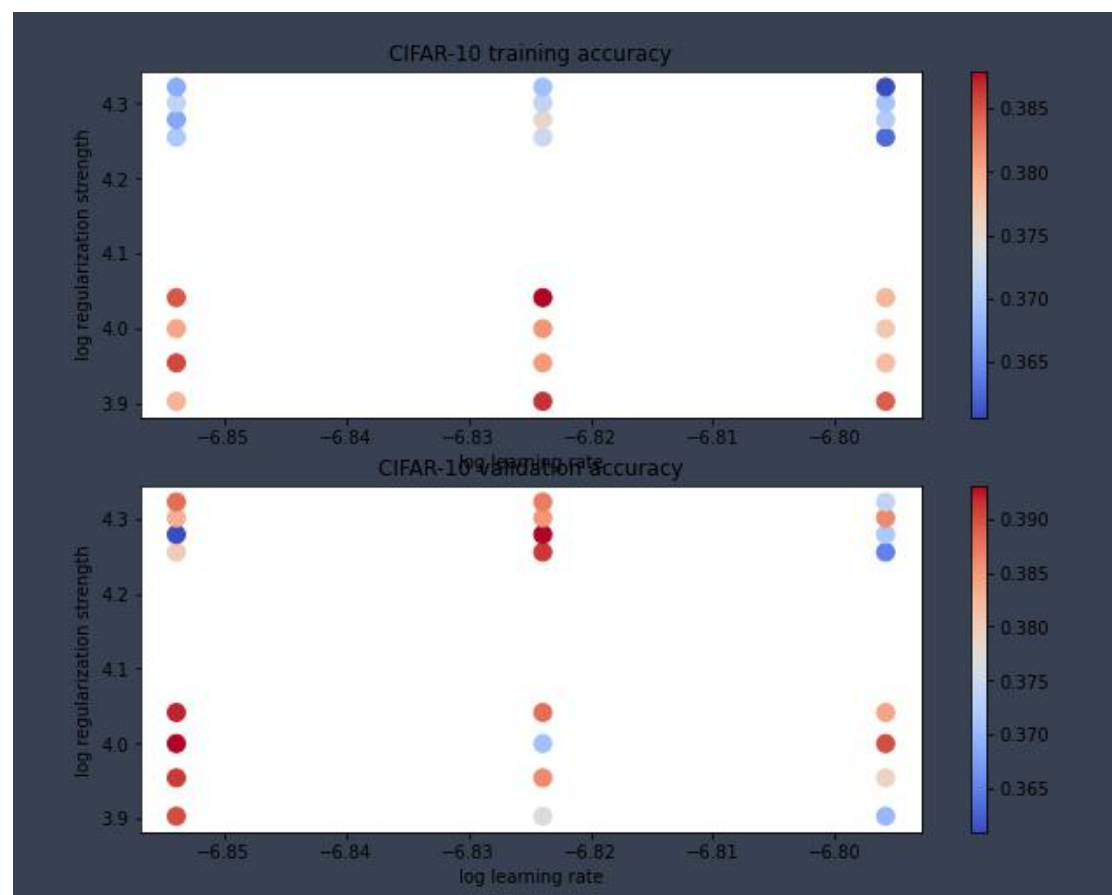 CIFAR-10 training accuracy
log regularization strength
4.3
4.2
4.1
4.0
3.9
−6.85 −6.84 −6.83 −6.82 −6.81 −6.80
log learning rate
0.385
0.380
0.375
0.370
0.365
CIFAR-10 validation accuracy
log regularization strength
4.3
4.2
4.1
4.0
3.9
−6.85 −6.84 −6.83 −6.82 −6.81 −6.80
log learning rate
0.390
0.385
0.380
0.375
0.370
0.365